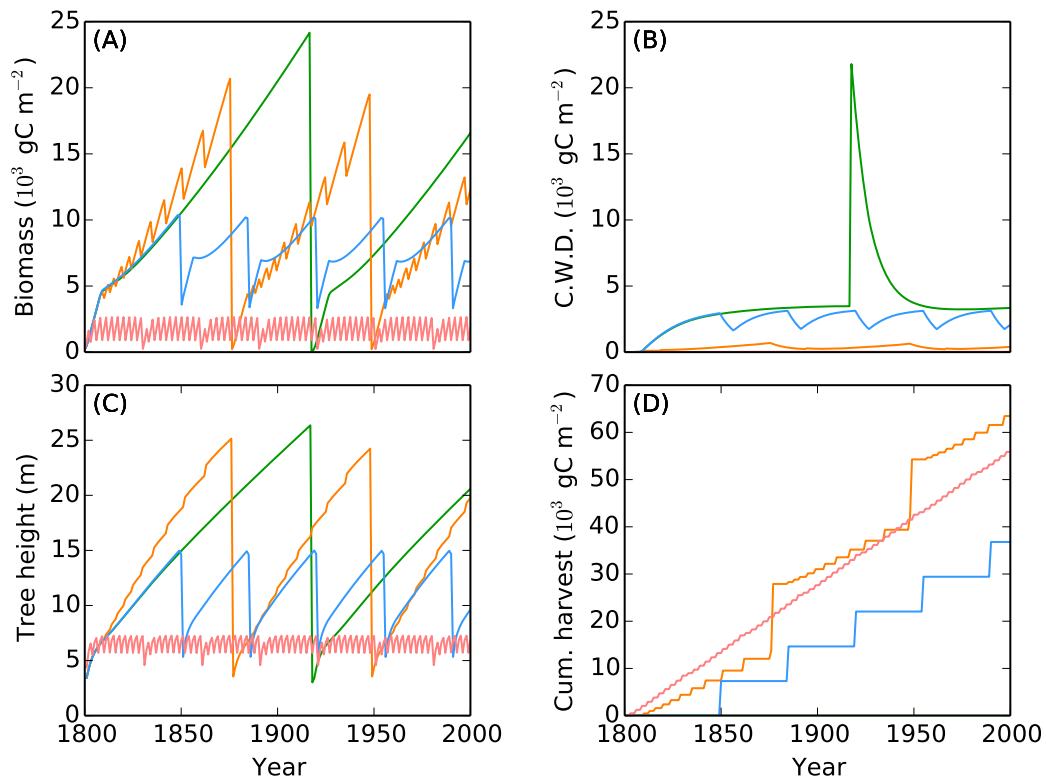 (A)
25
20
15
10
5
0
Biomass (10³ gC m⁻²)
(B)
25
20
15
10
5
0
C.W.D. (10³ gC m⁻²)
(C)
30
25
20
15
10
5
0
Tree height (m)
1800 1850 1900 1950 2000
Year
(D)
70
60
50
40
30
20
10
0
Cum. harvest (10³ gC m⁻²)
1800 1850 1900 1950 2000
Year